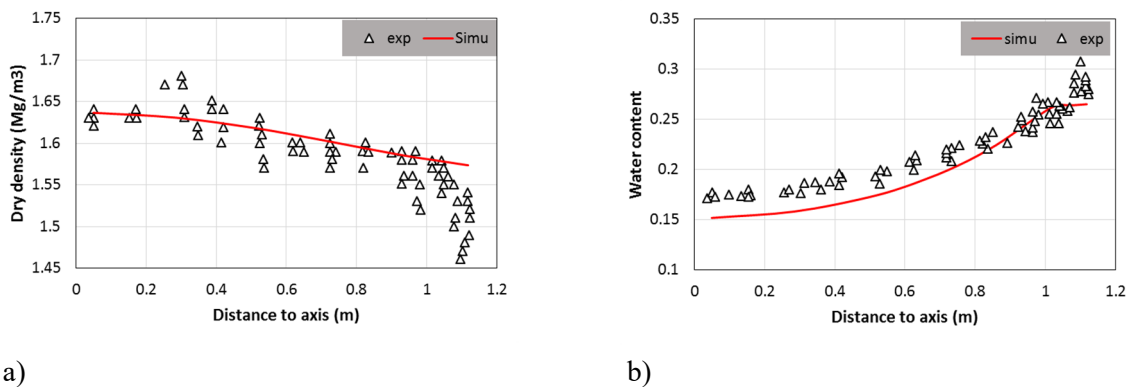 1.75
1.7
1.65
1.6
1.55
1.5
1.45
Dry density (Mg/m3)
0 0.2 0.4 0.6 0.8 1 1.2
Distance to axis (m)
exp Simu
0.35
0.3
0.25
0.2
0.15
0.1
Water content
0 0.2 0.4 0.6 0.8 1 1.2
Distance to axis (m)
simu exp
a) b)